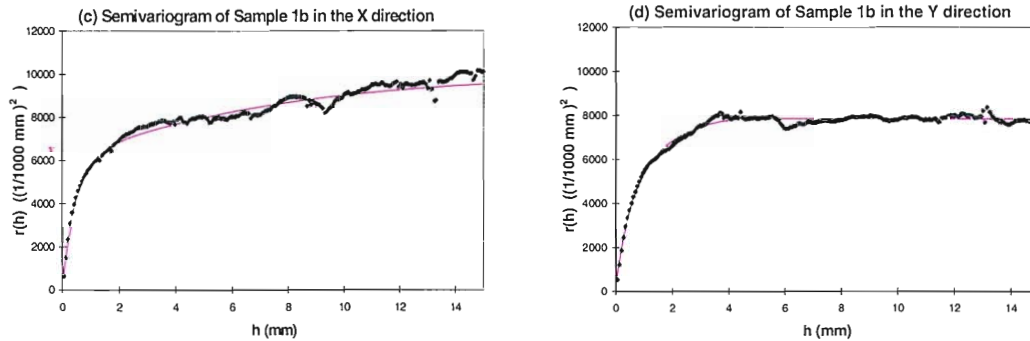 (c) Semivariogram of Sample 1b in the X direction
12000
10000
8000
6000
4000
2000
0
r(h) ((1/1000 mm)²)
0 2 4 6 8 10 12 14
h (mm)
(d) Semivariogram of Sample 1b in the Y direction
12000
10000
8000
6000
4000
2000
0
r(h) ((1/1000 mm)²)
0 2 4 6 8 10 12 14
h (mm)